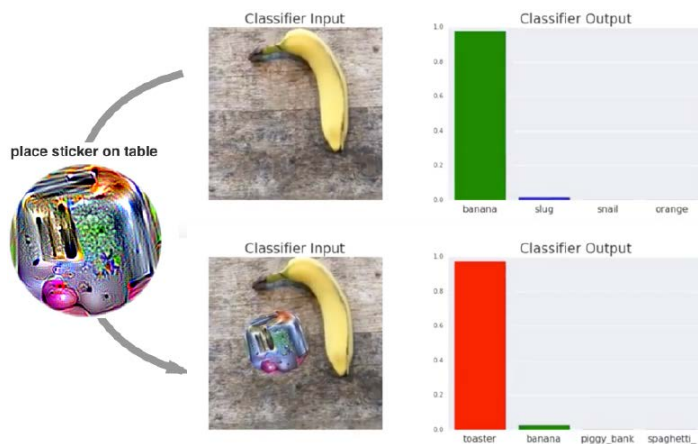 Classifier Input
Classifier Output
1.0
0.8
0.6
0.4
0.2
0.0
banana slug snail orange
place sticker on table
Classifier Input
Classifier Output
1.0
0.8
0.6
0.4
0.2
0.0
toaster banana piggy_bank spaghetti_